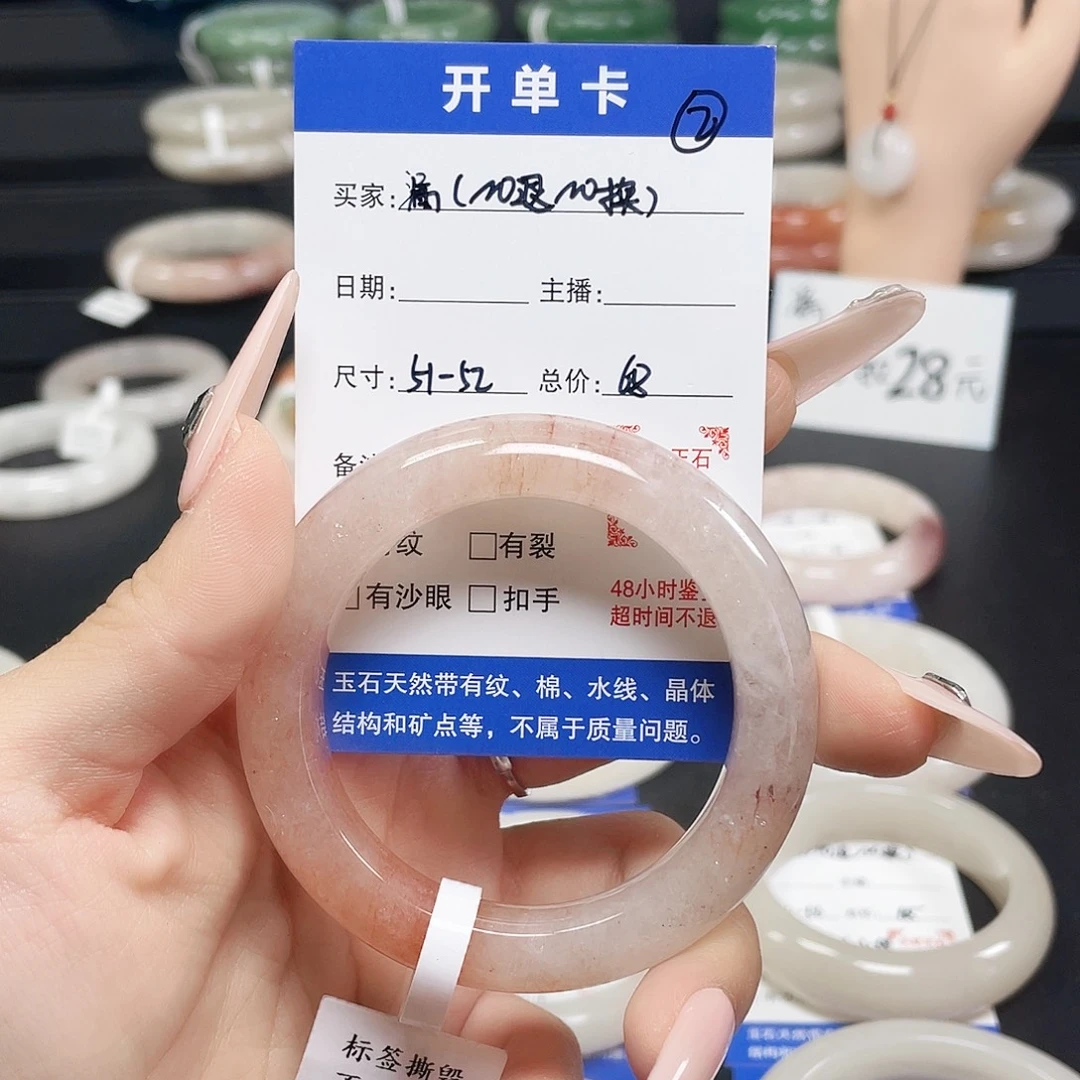 开单卡
②
买家:满(10退10换)
日期: 主播:
尺寸:51-52 总价:
28元
玉石
纹 □有裂
有沙眼 □扣手
48小时鉴
超时间不退
玉石天然带有纹、棉、水线、晶体
结构和矿点等，不属于质量问题。
标签撕毁